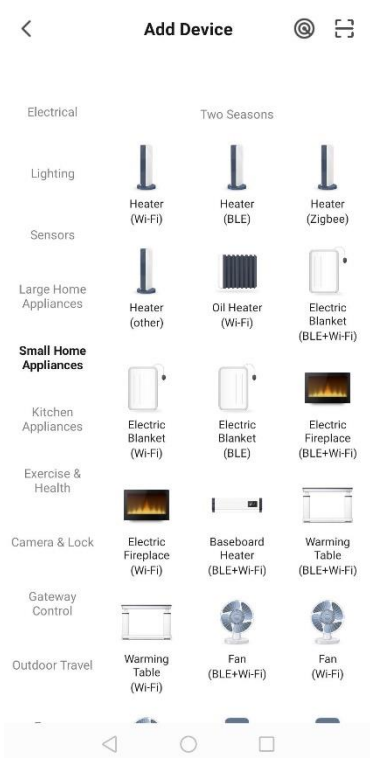 Add Device
Electrical
Lighting
Sensors
Large Home
Appliances
Small Home
Appliances
Kitchen
Appliances
Exercise &
Health
Camera & Lock
Gateway
Control
Outdoor Travel
Two Seasons
Heater
(Wi-Fi)
Heater
(BLE)
Heater
(Zigbee)
Heater
(other)
Oil Heater
(Wi-Fi)
Electric
Blanket
(BLE+Wi-Fi)
Electric
Blanket
(Wi-Fi)
Electric
Blanket
(BLE)
Electric
Fireplace
(BLE+Wi-Fi)
Electric
Fireplace
(Wi-Fi)
Baseboard
Heater
(BLE+Wi-Fi)
Warming
Table
(BLE+Wi-Fi)
Warming
Table
(Wi-Fi)
Fan
(BLE+Wi-Fi)
Fan
(Wi-Fi)